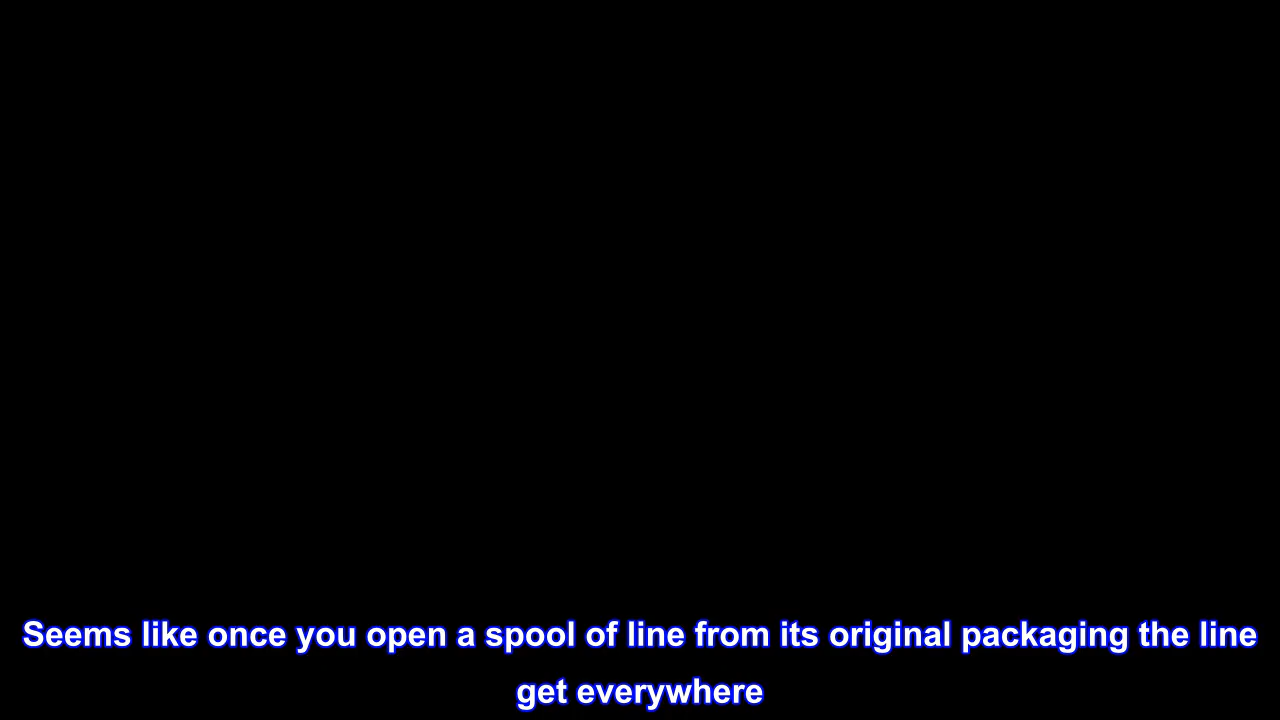 Seems like once you open a spool of line from its original packaging the line
get everywhere